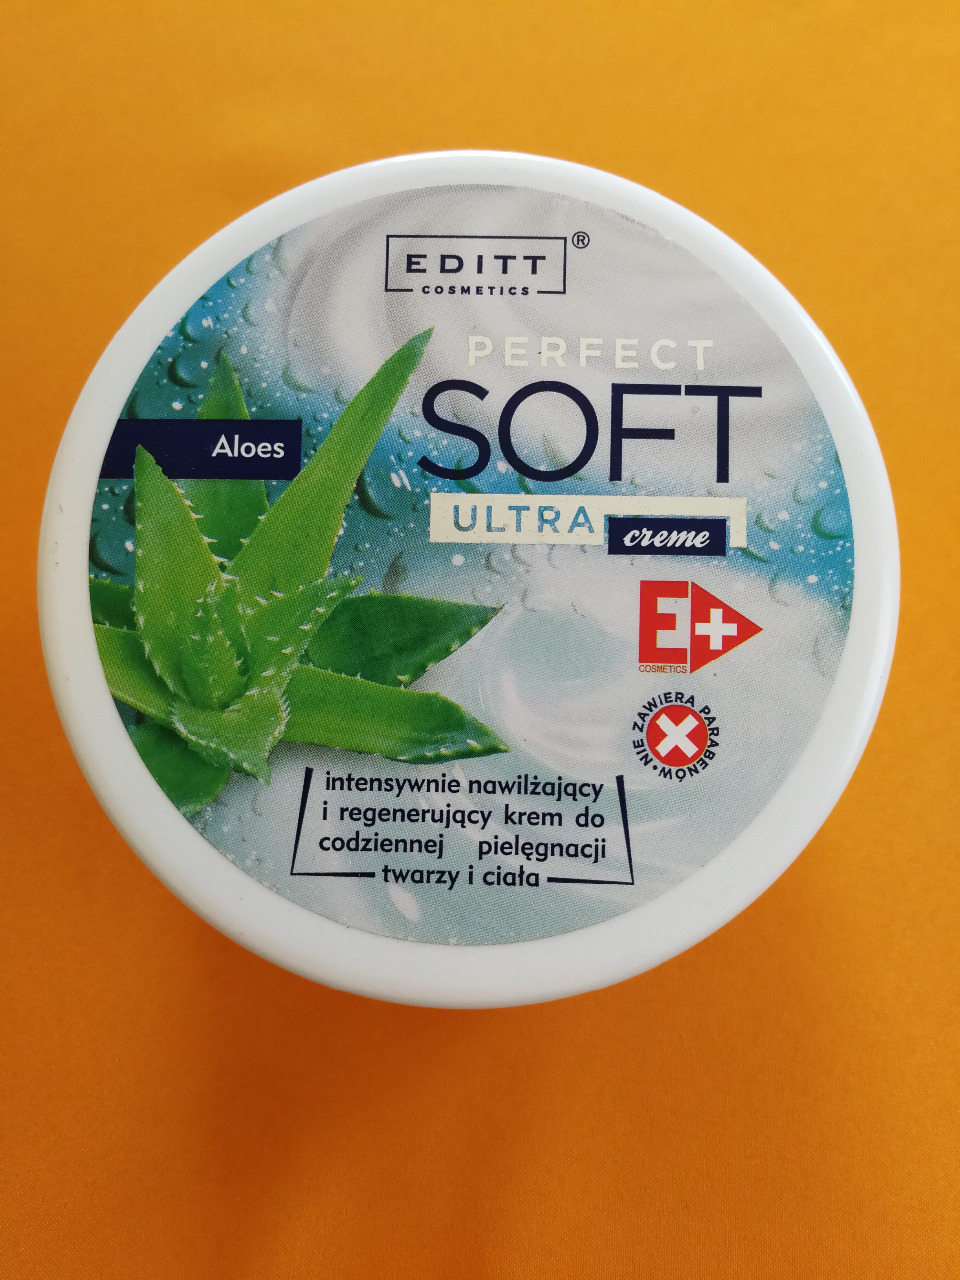 EDITT®
COSMETICS
PERFECT
SOFT
Aloes
ULTRA
creme
E+
COSMETICS
•NIE ZAWIERA PARABENÓW
intensywnie nawilżający
i regenerujący krem do
codziennej pielęgnacji
twarzy i ciała